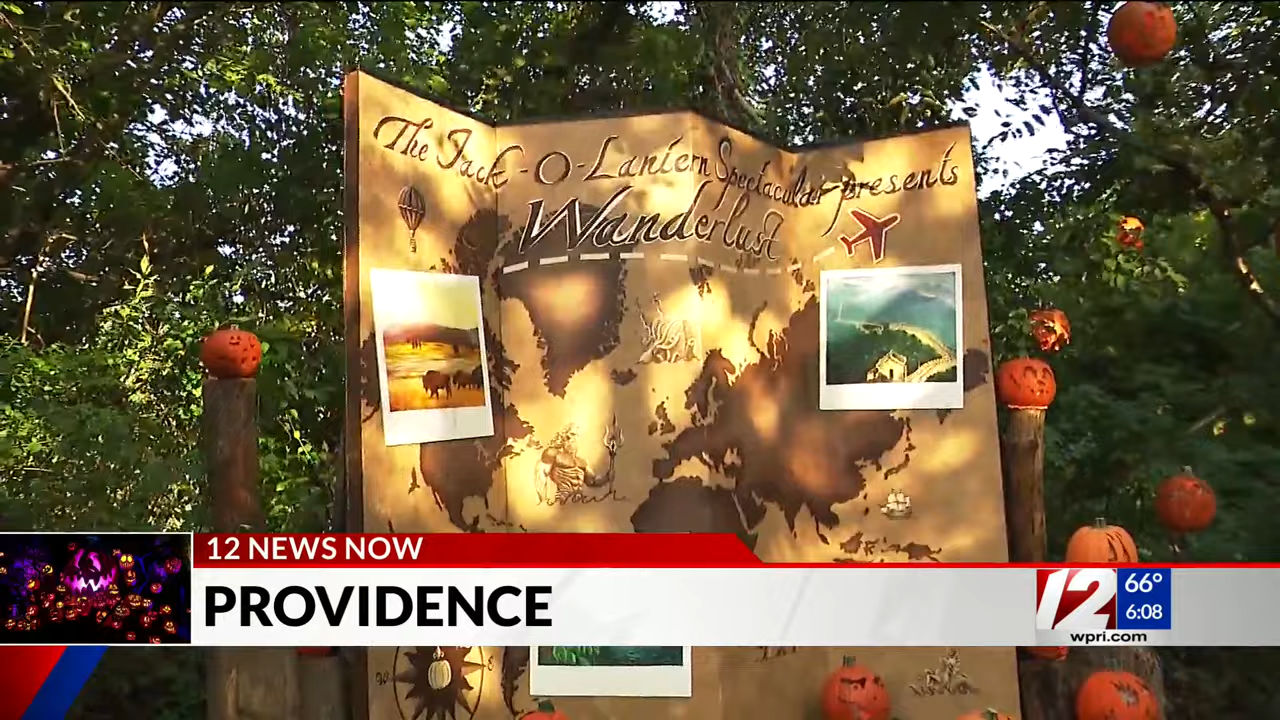 The Jack-O-Lantern Spectacular presents
Wanderlust
12 NEWS NOW
PROVIDENCE
12
66°
6:08
wpri.com